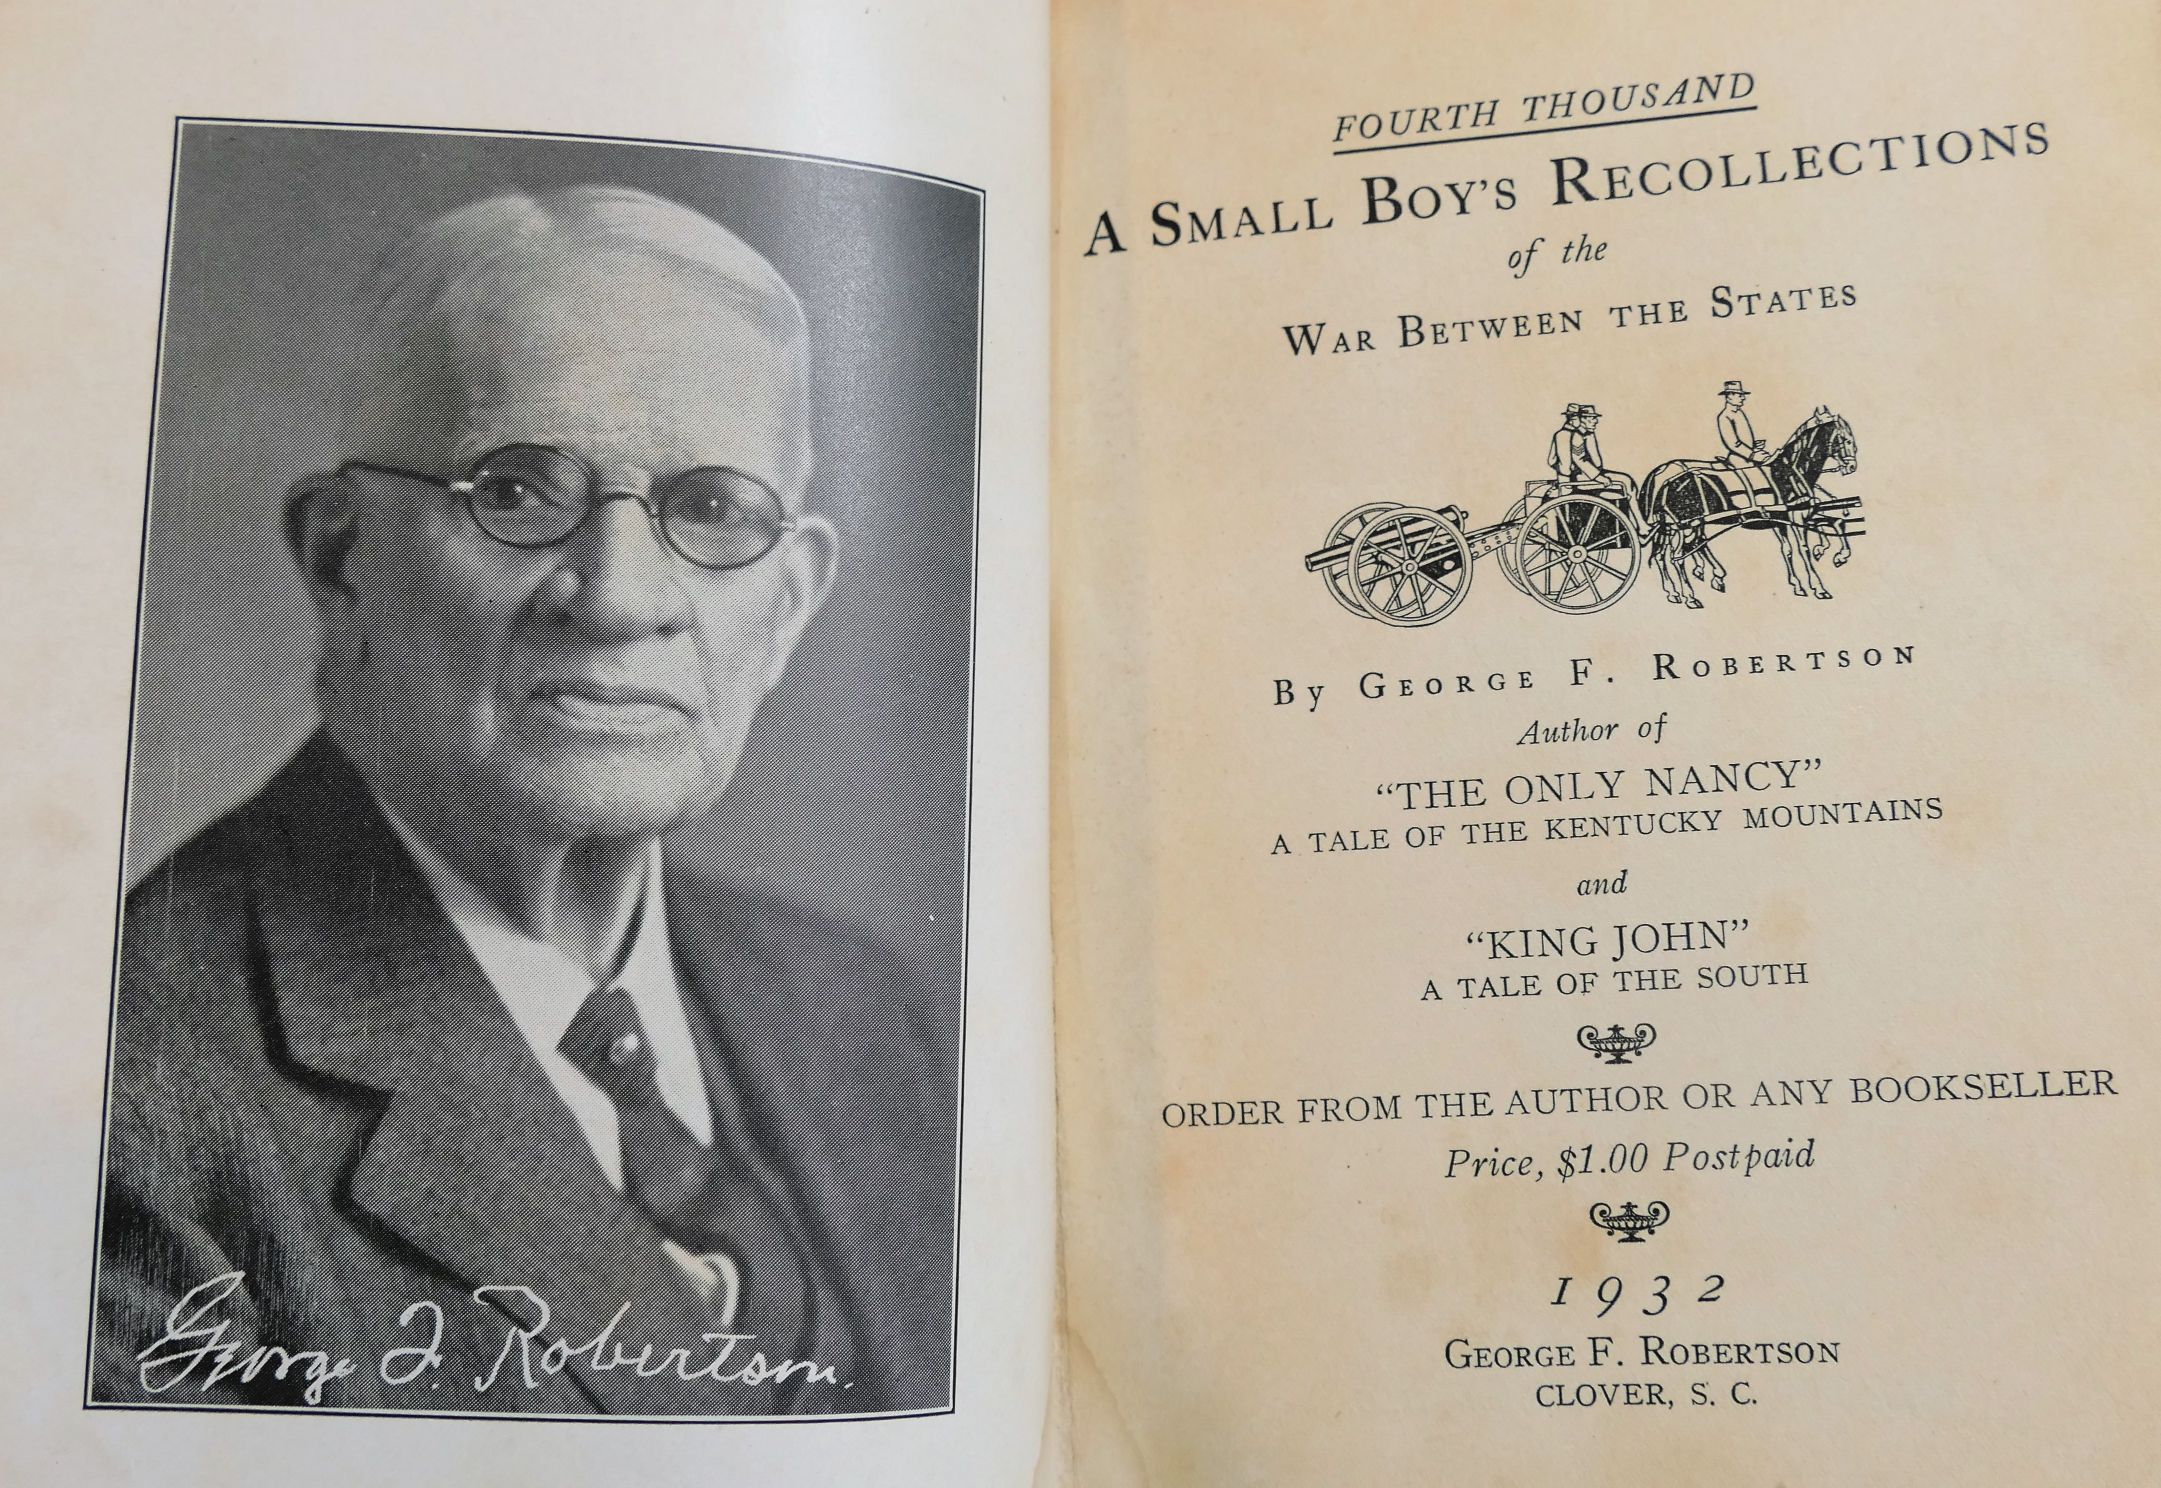 George F. Robertson.
FOURTH THOUSAND
A SMALL BOY'S RECOLLECTIONS
of the
WAR BETWEEN THE STATES
By GEORGE F. ROBERTSON
Author of
“THE ONLY NANCY”
A TALE OF THE KENTUCKY MOUNTAINS
and
“KING JOHN”
A TALE OF THE SOUTH
ORDER FROM THE AUTHOR OR ANY BOOKSELLER
Price, $1.00 Postpaid
1932
GEORGE F. ROBERTSON
CLOVER, S. C.